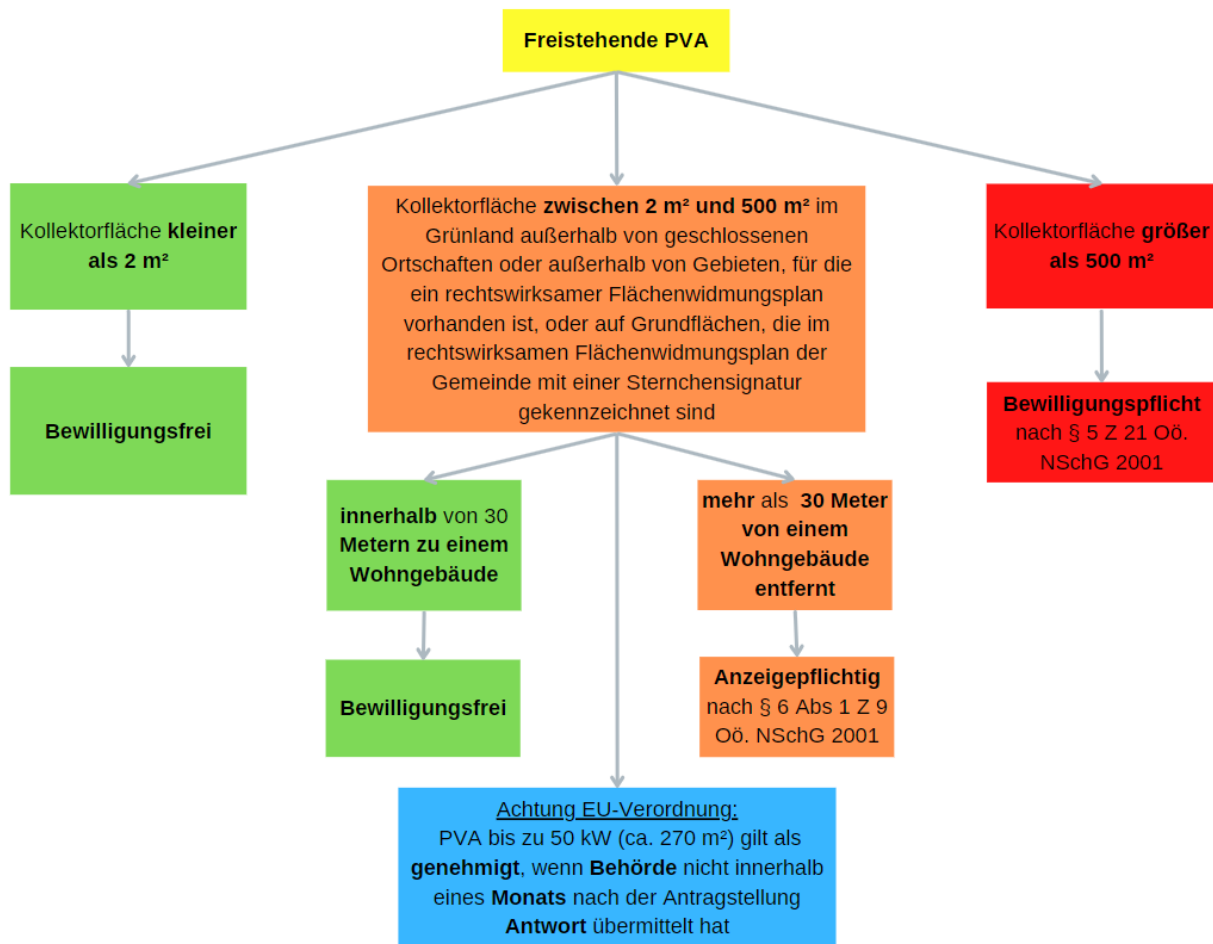 Freistehende PVA
Kollektorfläche kleiner
als 2 m²
Bewilligungsfrei
Kollektorfläche zwischen 2 m² und 500 m² im
Grünland außerhalb von geschlossenen
Ortschaften oder außerhalb von Gebieten, für die
ein rechtswirksamer Flächenwidmungsplan
vorhanden ist, oder auf Grundflächen, die im
rechtswirksamen Flächenwidmungsplan der
Gemeinde mit einer Sternchensignatur
gekennzeichnet sind
Kollektorfläche größer
als 500 m²
Bewilligungspflicht
nach § 5 Z 21 Oö.
NSchG 2001
innerhalb von 30
Metern zu einem
Wohngebäude
Bewilligungsfrei
mehr als 30 Meter
von einem
Wohngebäude
entfernt
Anzeigepflichtig
nach § 6 Abs 1 Z 9
Oö. NSchG 2001
Achtung EU-Verordnung:
PVA bis zu 50 kW (ca. 270 m²) gilt als
genehmigt, wenn Behörde nicht innerhalb
eines Monats nach der Antragstellung
Antwort übermittelt hat